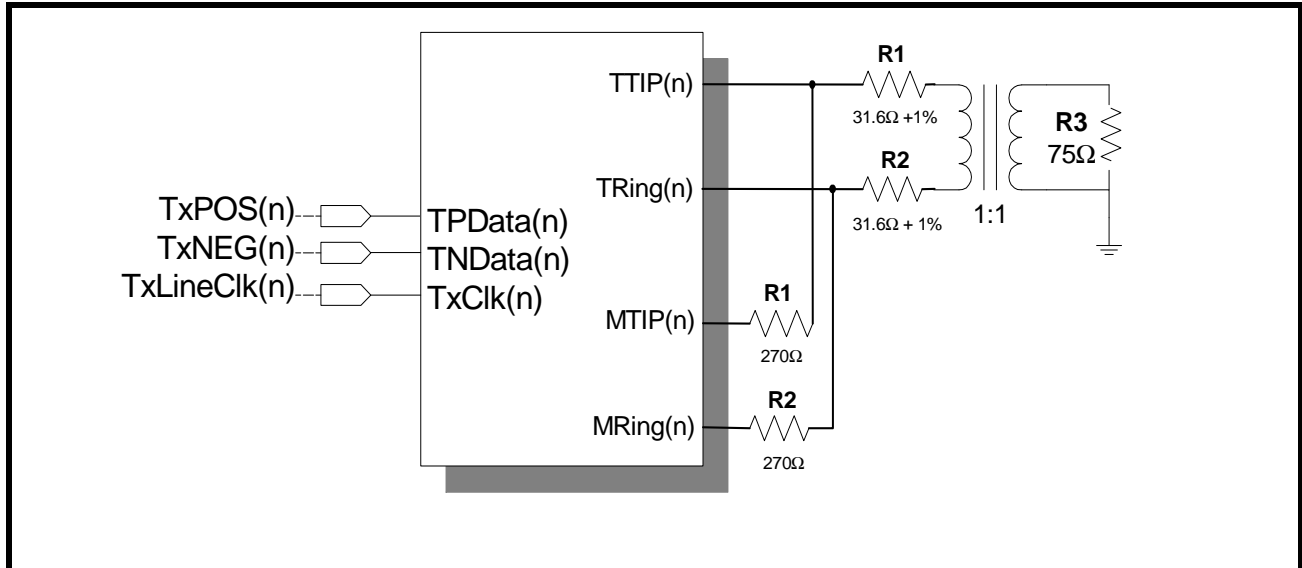 TxPOS(n)
TxNEG(n)
TxLineClk(n)
TPData(n)
TNData(n)
TxClk(n)
TTIP(n)
TRing(n)
MTIP(n)
MRing(n)
R1
31.6Ω +1%
R2
31.6Ω + 1%
R1
270Ω
R2
270Ω
1:1
R3
75Ω